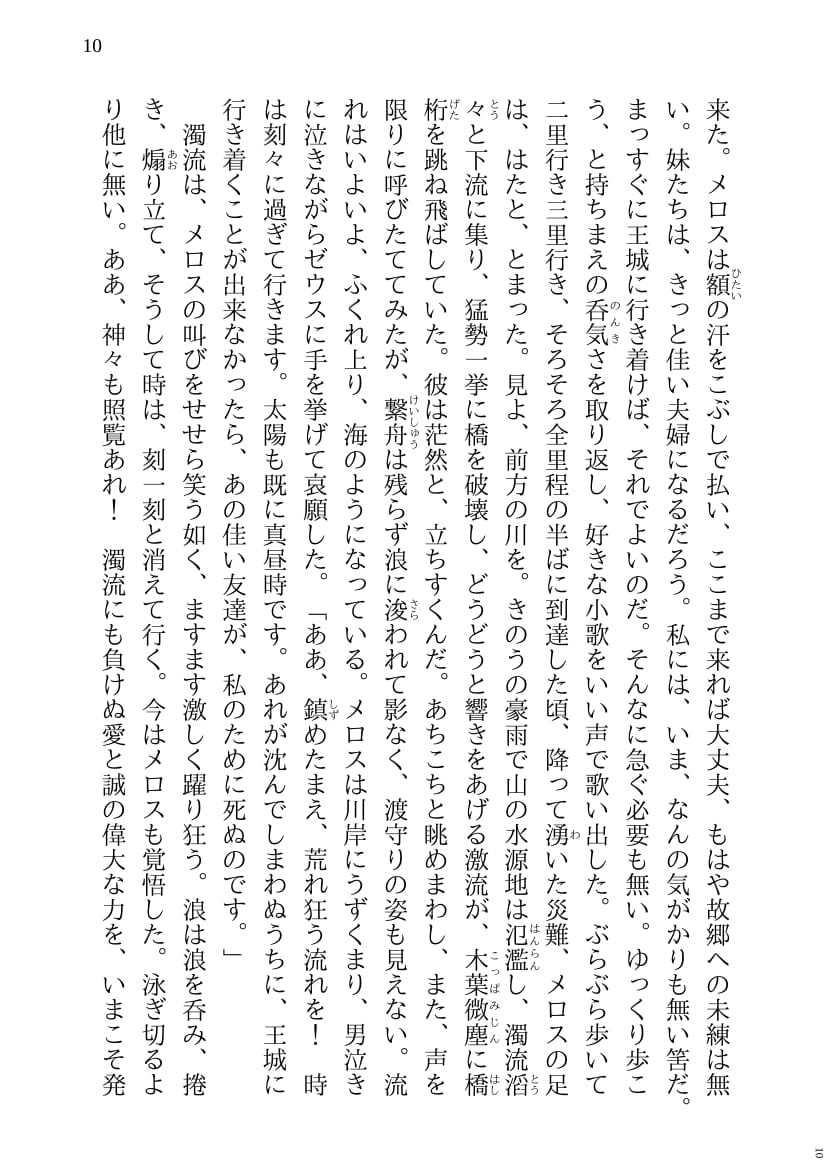 10
来た。メロスは額の汗をこぶしで払い、ここまで来れば大丈夫、もはや故郷への未練は無
い。妹たちは、きっと佳い夫婦になるだろう。私には、いま、なんの気がかりも無い筈だ。
まっすぐに王城に行き着けば、それでよいのだ。そんなに急ぐ必要も無い。ゆっくり歩こ
う、と持ちまえの呑気さを取り返し、好きな小歌をいい声で歌い出した。ぶらぶら歩いて
二里行き三里行き、そろそろ全里程の半ばに到達した頃、降って湧いた災難、メロスの足
は、はたと、とまった。見よ、前方の川を。きのうの豪雨で山の水源地は氾濫し、濁流滔
々と下流に集り、猛勢一挙に橋を破壊し、どうどうと響きをあげる激流が、木葉微塵に橋
桁を跳ね飛ばしていた。彼は茫然と、立ちすくんだ。あちこちと眺めまわし、また、声を
限りに呼びたててみたが、繋舟は残らず浪に浚われて影なく、渡守りの姿も見えない。流
れはいよいよ、ふくれ上り、海のようになっている。メロスは川岸にうずくまり、男泣き
に泣きながらゼウスに手を挙げて哀願した。「ああ、鎮めたまえ、荒れ狂う流れを！　時
は刻々に過ぎて行きます。太陽も既に真昼時です。あれが沈んでしまわぬうちに、王城に
行き着くことが出来なかったら、あの佳い友達が、私のために死ぬのです。」
　濁流は、メロスの叫びをせせら笑う如く、ますます激しく躍り狂う。浪は浪を呑み、捲
き、煽り立て、そうして時は、刻一刻と消えて行く。今はメロスも覚悟した。泳ぎ切るよ
り他に無い。ああ、神々も照覧あれ！　濁流にも負けぬ愛と誠の偉大な力を、いまこそ発
10